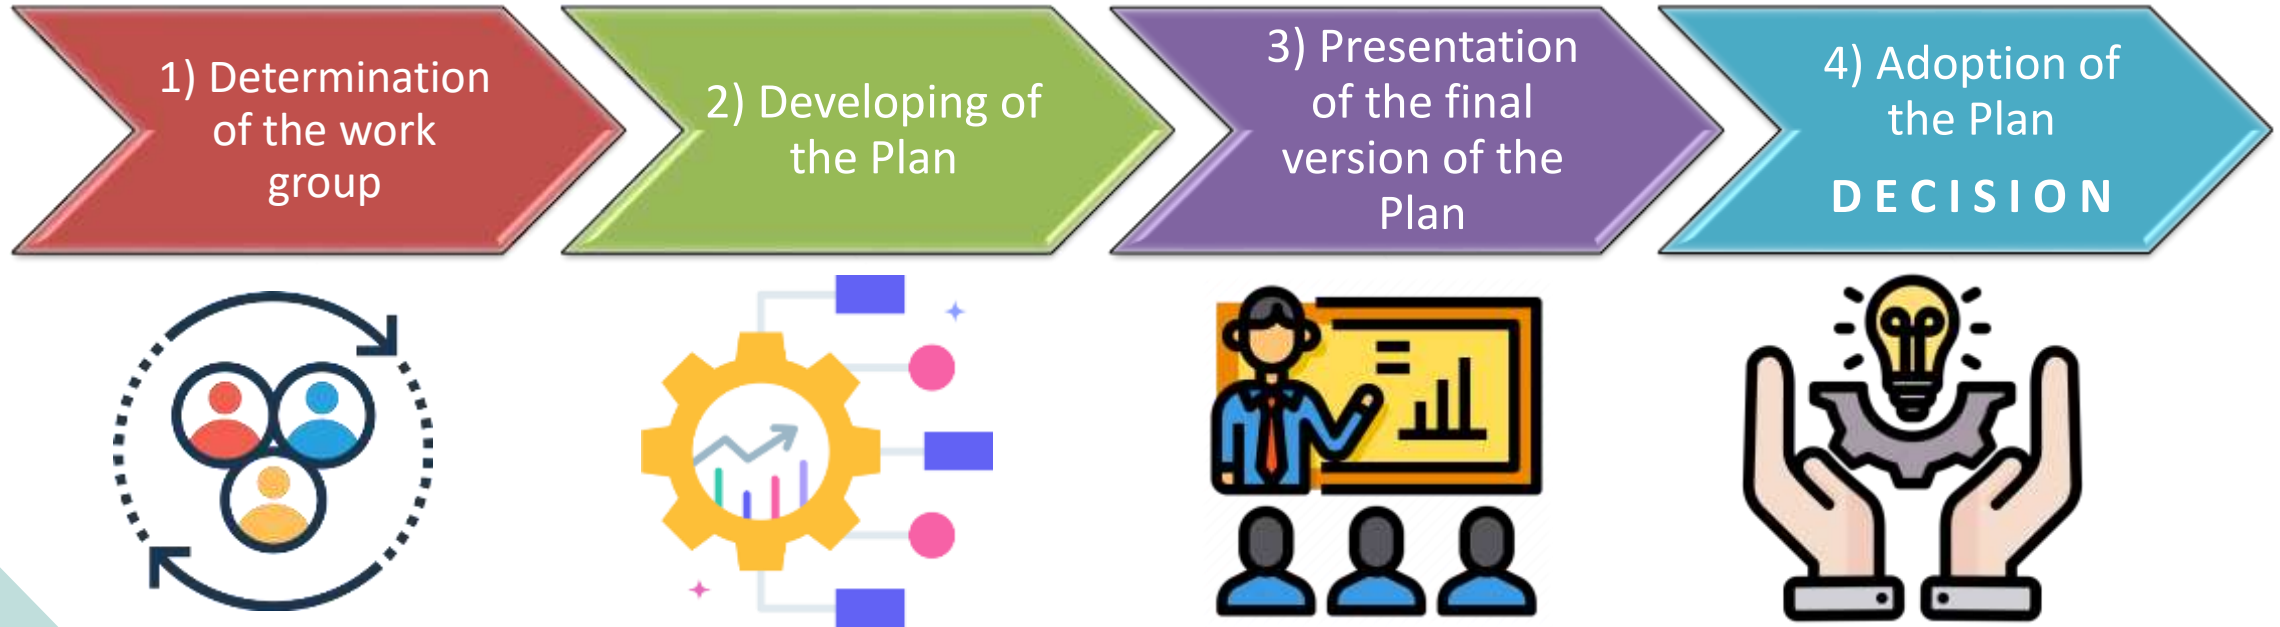 1) Determination
of the work
group
2) Developing of
the Plan
3) Presentation
of the final
version of the
Plan
4) Adoption of
the Plan
D E C I S I O N